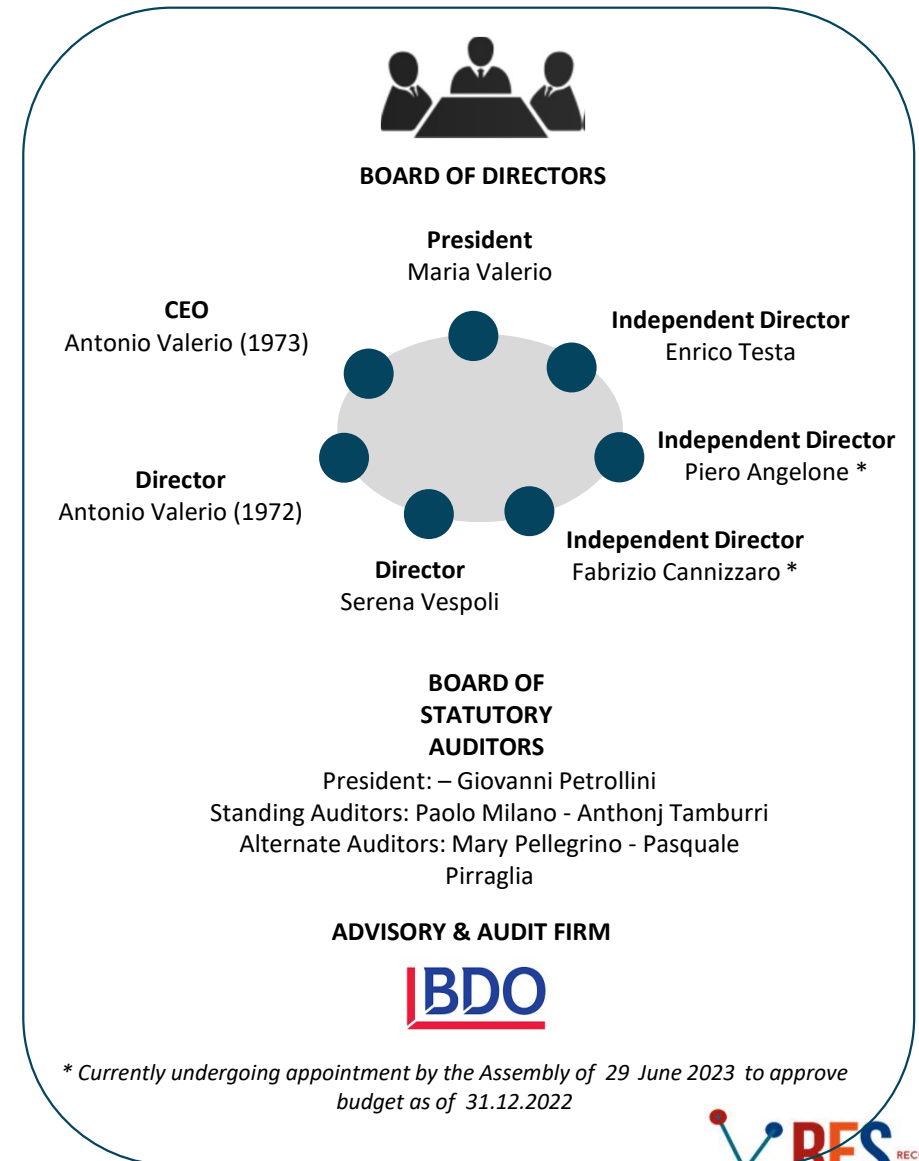 BOARD OF DIRECTORS
President
Maria Valerio
CEO
Antonio Valerio (1973)
Independent Director
Enrico Testa
Independent Director
Piero Angelone *
Director
Antonio Valerio (1972)
Independent Director
Fabrizio Cannizzaro *
Director
Serena Vespoli
BOARD OF
STATUTORY
AUDITORS
President: – Giovanni Petrollini
Standing Auditors: Paolo Milano - Anthonj Tamburri
Alternate Auditors: Mary Pellegrino - Pasquale
Pirraglia
ADVISORY & AUDIT FIRM
BDO
* Currently undergoing appointment by the Assembly of 29 June 2023 to approve
budget as of 31.12.2022
RES
REC